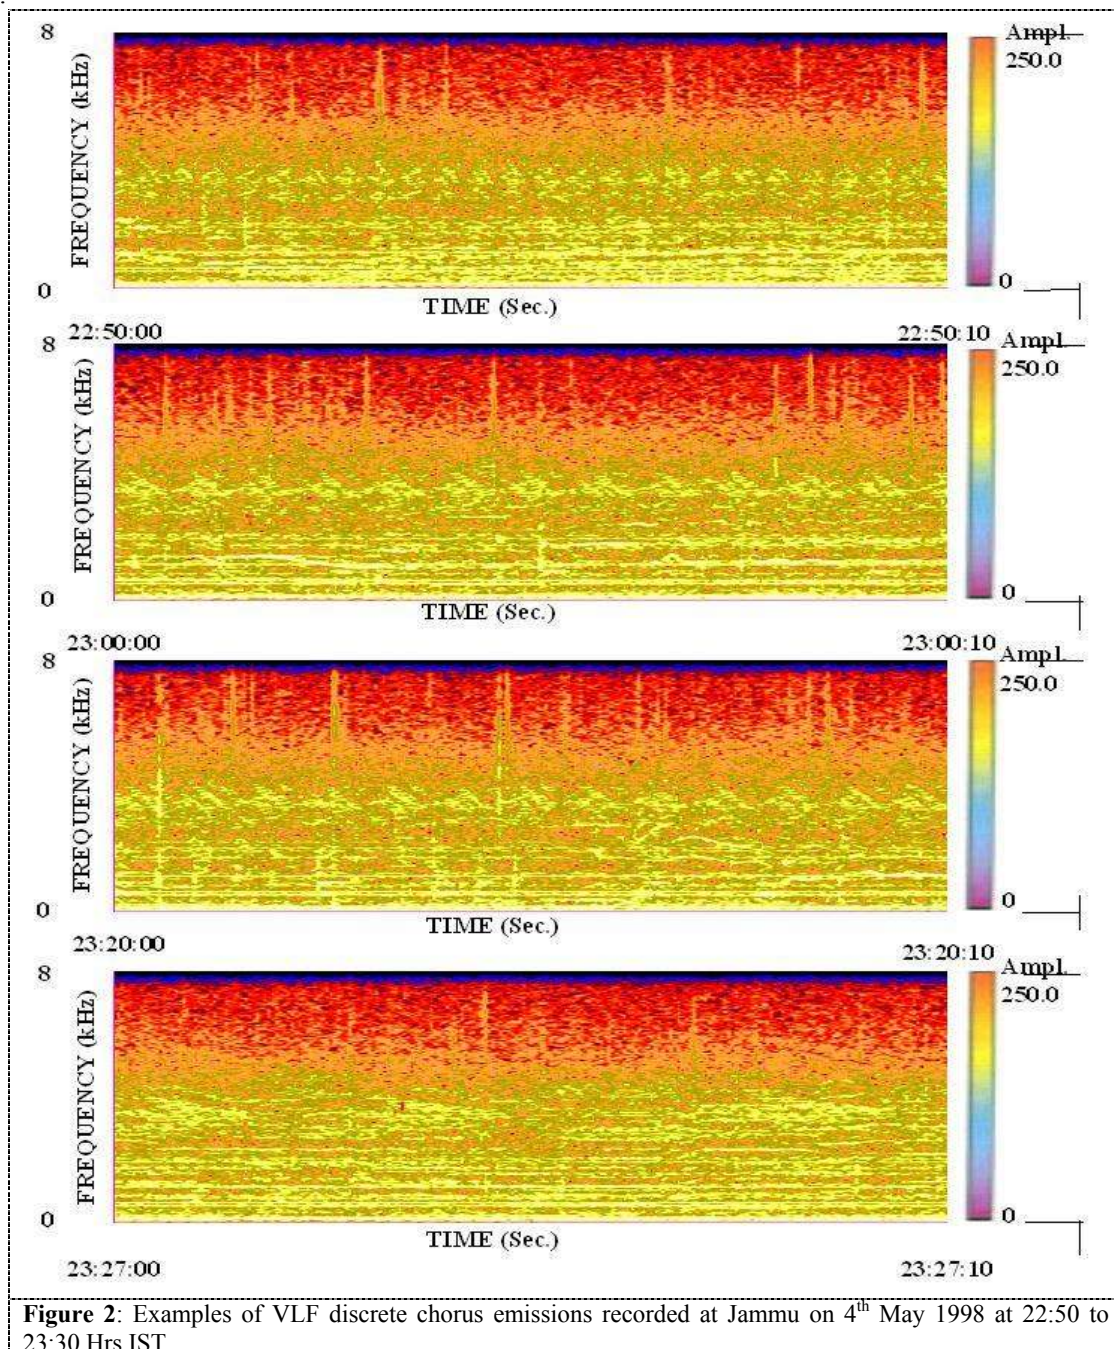 8
Ampl.
250.0
FREQUENCY (kHz)
0
0
TIME (Sec.)
22:50:00
22:50:10
8
Ampl.
250.0
FREQUENCY (kHz)
0
0
TIME (Sec.)
23:00:00
23:00:10
8
Ampl.
250.0
FREQUENCY (kHz)
0
0
TIME (Sec.)
23:20:00
23:20:10
8
Ampl.
250.0
FREQUENCY (kHz)
0
0
TIME (Sec.)
23:27:00
23:27:10
Figure 2: Examples of VLF discrete chorus emissions recorded at Jammu on 4th May 1998 at 22:50 to
23:30 Hrs IST